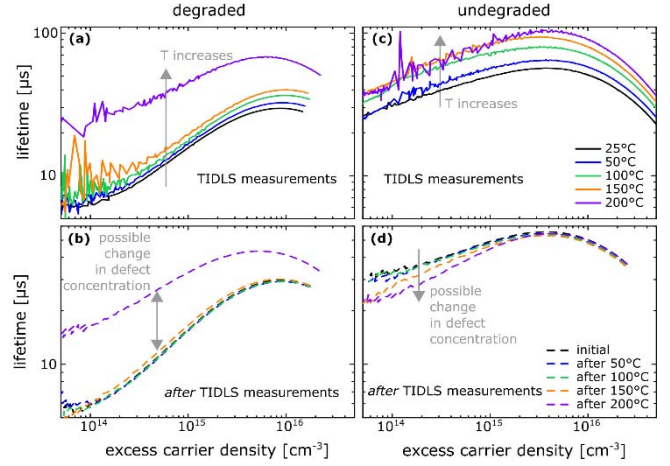 degraded
undegraded
lifetime [µs]
100
10
(a)
T increases
TIDLS measurements
(c)
T increases
TIDLS measurements
25°C
50°C
100°C
150°C
200°C
lifetime [µs]
10
(b)
possible
change
in defect
concentration
after TIDLS measurements
10¹⁴
10¹⁵
10¹⁶
excess carrier density [cm⁻³]
(d)
possible
change
in defect
concentration
after TIDLS measurements
initial
after 50°C
after 100°C
after 150°C
after 200°C
10¹⁴
10¹⁵
10¹⁶
excess carrier density [cm⁻³]